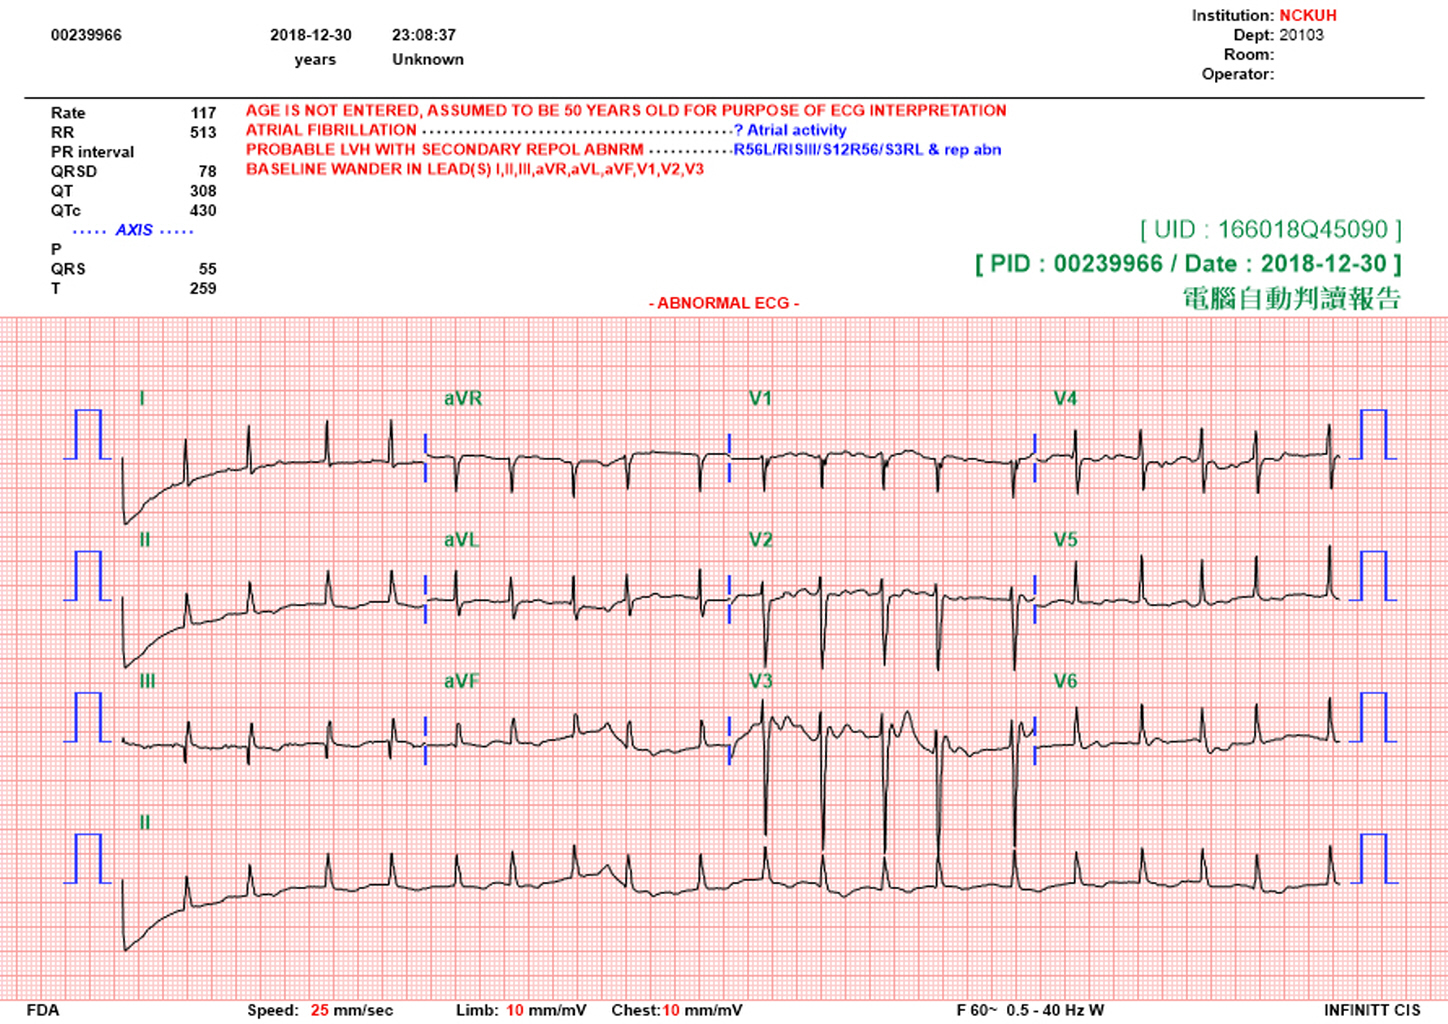 Institution: NCKUH
00239966 2018-12-30 23:08:37 Dept: 20103
years Unknown Room:
Operator:
Rate 117 AGE IS NOT ENTERED, ASSUMED TO BE 50 YEARS OLD FOR PURPOSE OF ECG INTERPRETATION
RR 513 ATRIAL FIBRILLATION ..........................................? Atrial activity
PR interval PROBABLE LVH WITH SECONDARY REPOL ABNRM ...........R56L/RISIII/S12R56/S3RL & rep abn
QRSD 78 BASELINE WANDER IN LEAD(S) I,II,III,aVR,aVL,aVF,V1,V2,V3
QT 308
QTc 430
..... AXIS .....
[ UID : 166018Q45090 ]
P
[ PID : 00239966 / Date : 2018-12-30 ]
QRS 55
T 259
電腦自動判讀報告
- ABNORMAL ECG -
I aVR V1 V4
II aVL V2 V5
III aVF V3 V6
II
FDA Speed: 25 mm/sec Limb: 10 mm/mV Chest:10 mm/mV F 60~ 0.5 - 40 Hz W INFINITT CIS